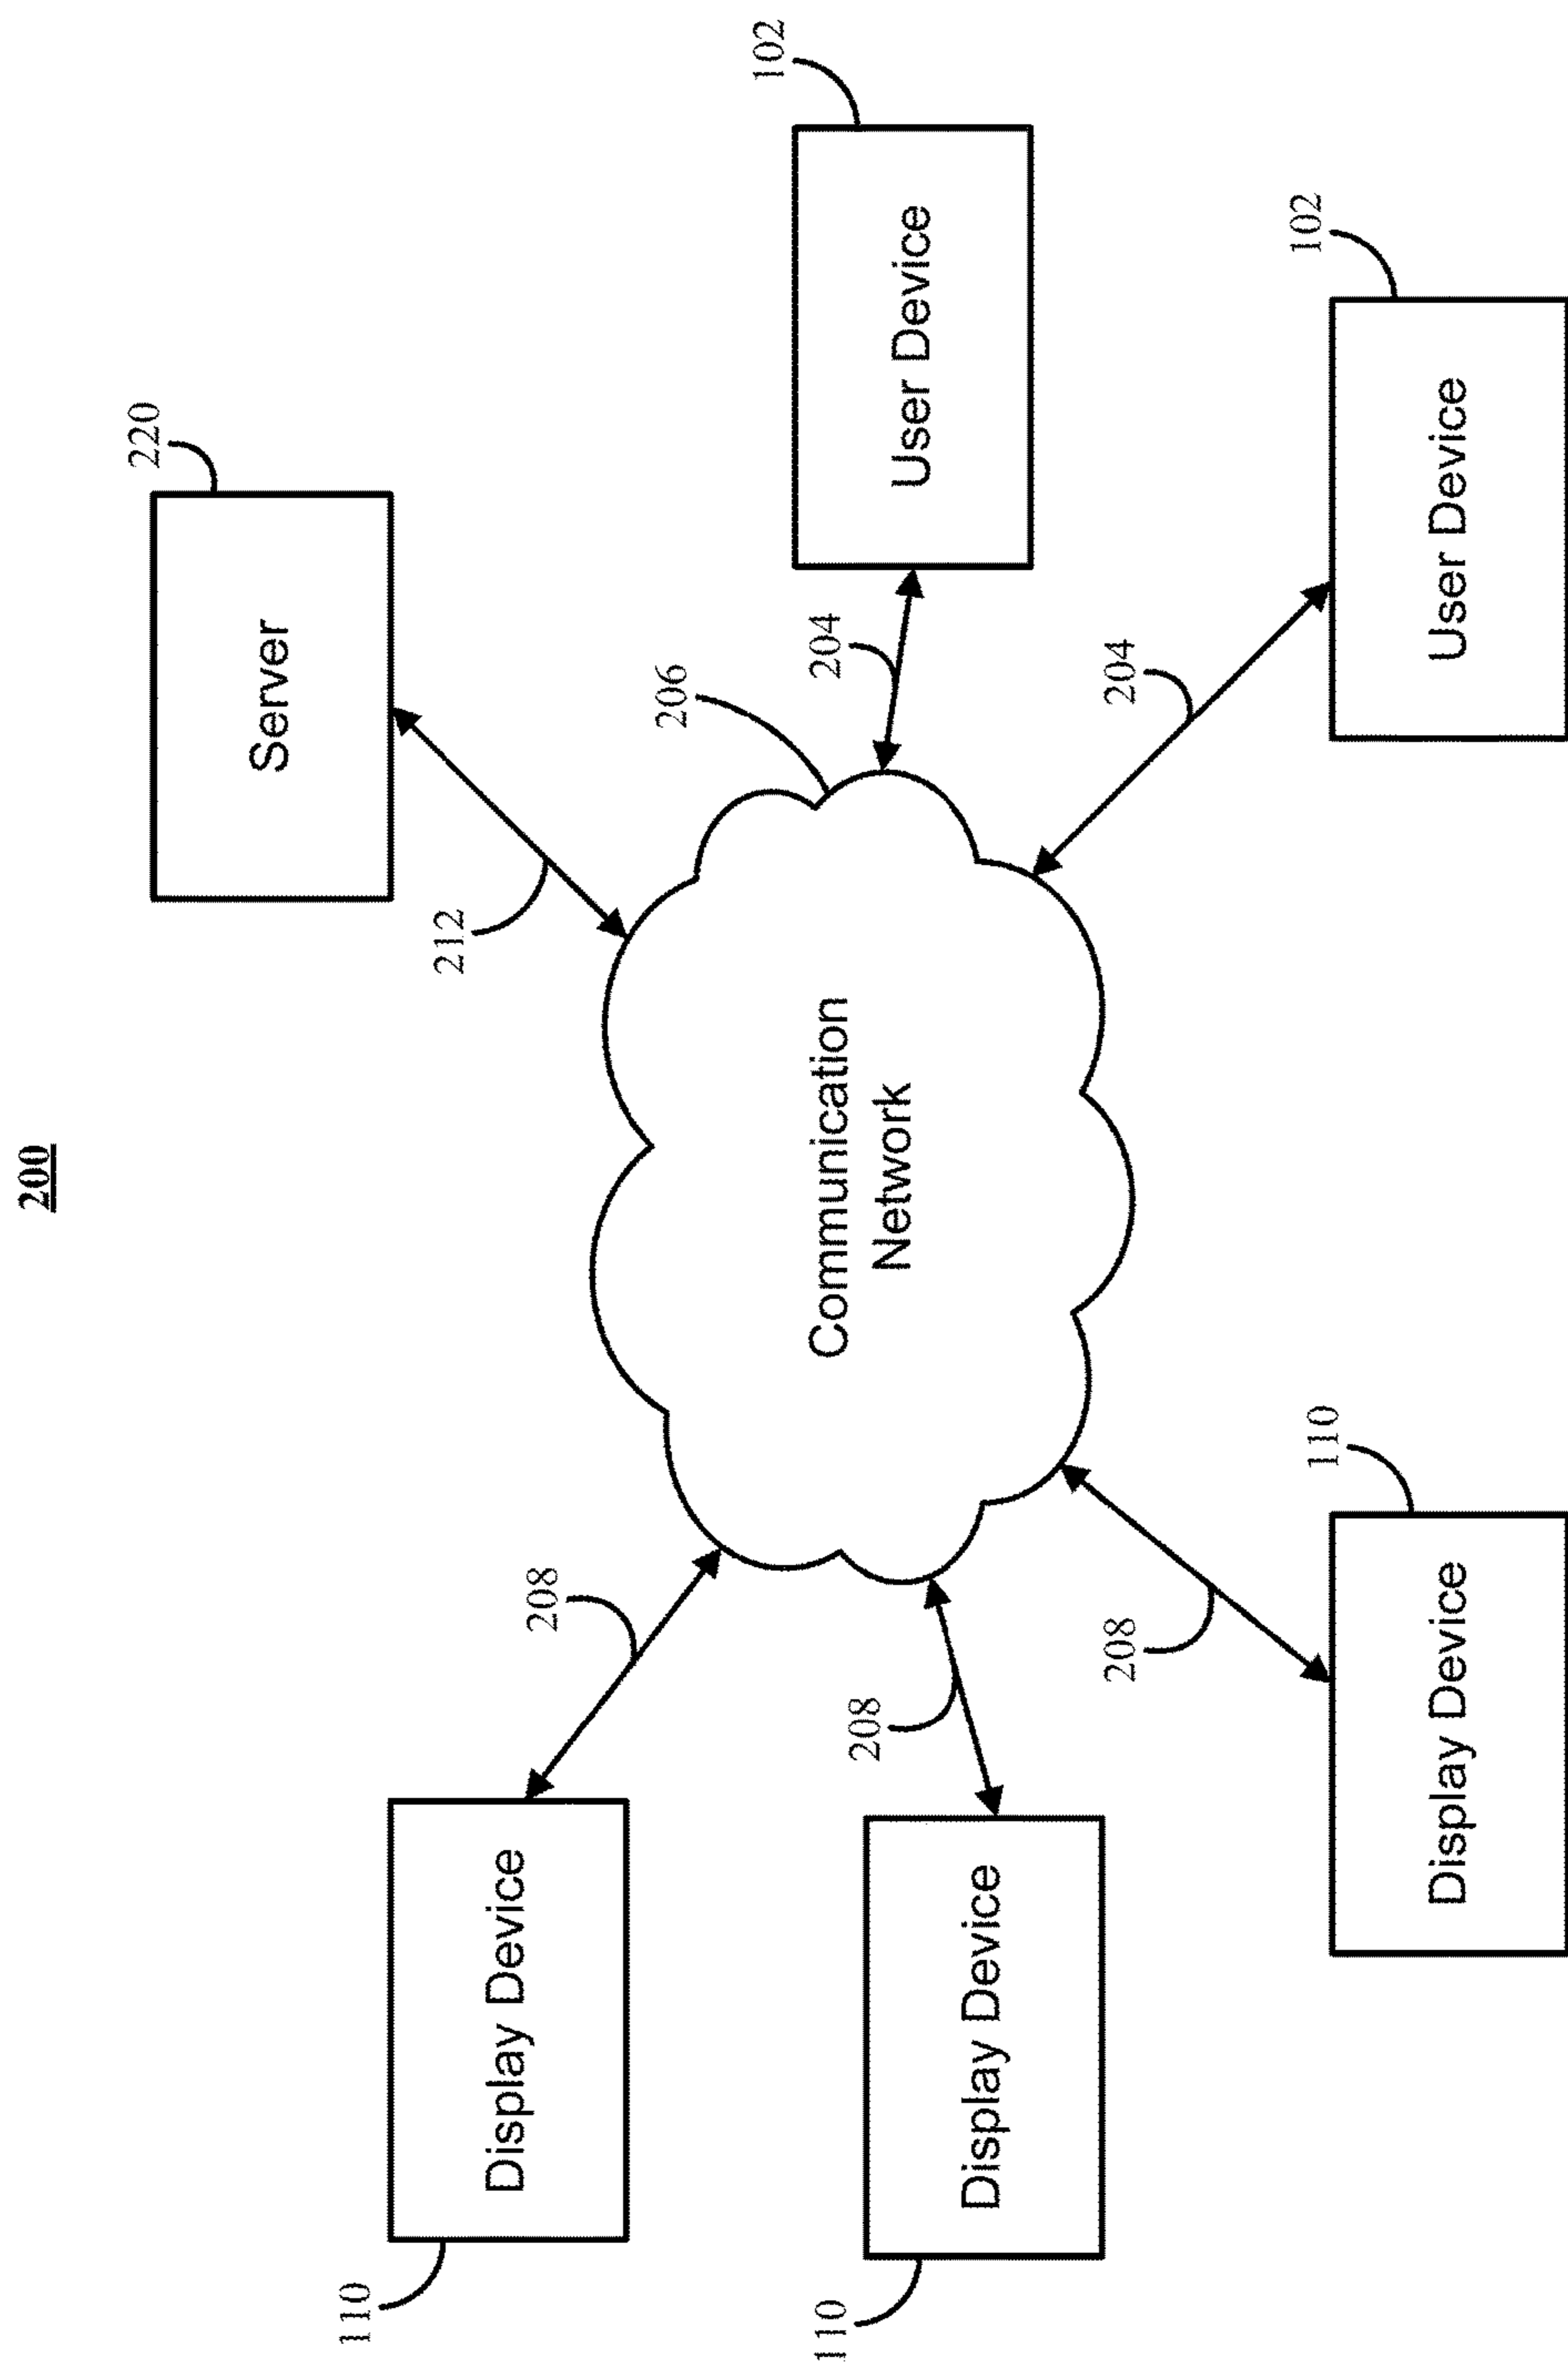 200
Server
220
212
Display Device
110
208
206
Communication
Network
User Device
102
204
Display Device
110
208
204
208
Display Device
110
User Device
102